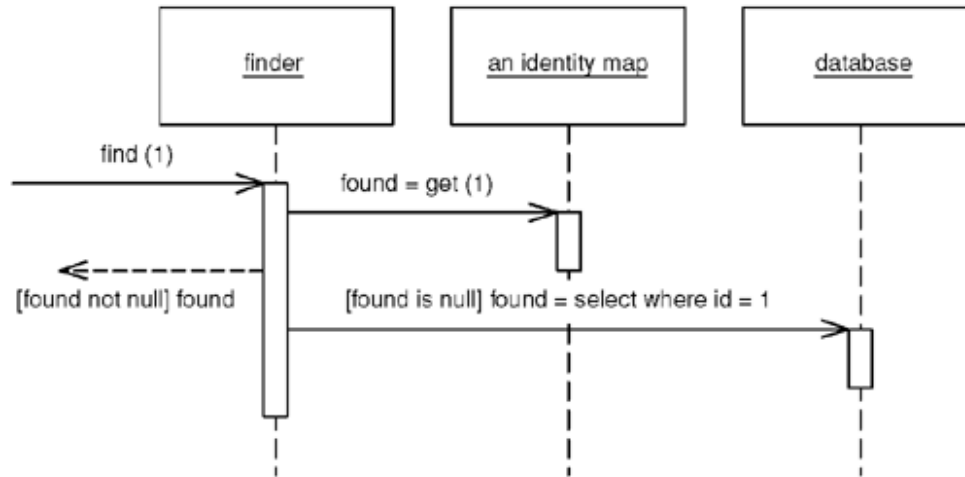 finder
an identity map
database
find (1)
found = get (1)
[found not null] found
[found is null] found = select where id = 1